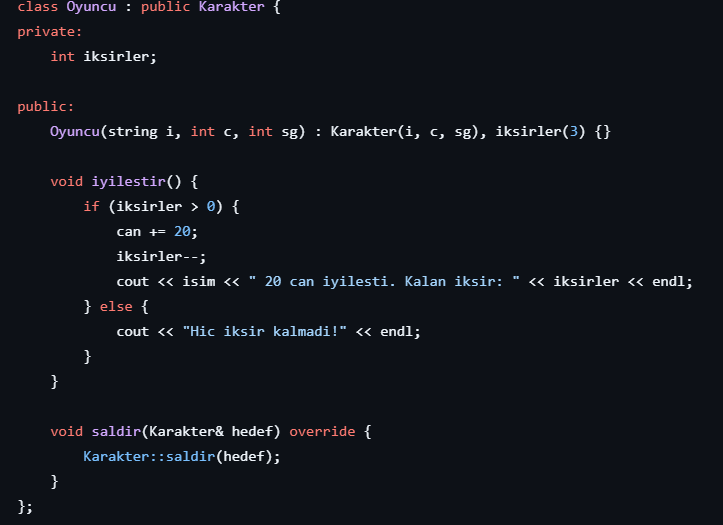 class Oyuncu : public Karakter {
private:
    int iksirler;

public:
    Oyuncu(string i, int c, int sg) : Karakter(i, c, sg), iksirler(3) {}

    void iyilestir() {
        if (iksirler > 0) {
            can += 20;
            iksirler--;
            cout << isim << " 20 can iyilesti. Kalan iksir: " << iksirler << endl;
        } else {
            cout << "Hic iksir kalmadi!" << endl;
        }
    }

    void saldir(Karakter& hedef) override {
        Karakter::saldir(hedef);
    }
};